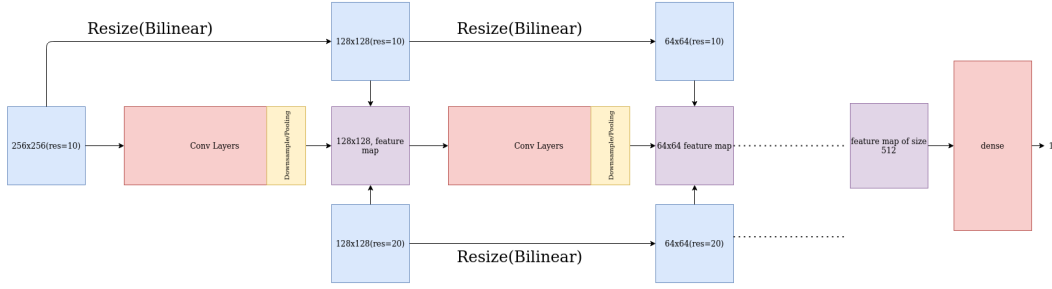 Resize(Bilinear)
128x128(res=10)
Resize(Bilinear)
64x64(res=10)
256x256(res=10)
Conv Layers
Downsample/Pooling
128x128, feature
map
Conv Layers
Downsample/Pooling
64x64 feature map
feature map of size
512
dense
1
128x128(res=20)
Resize(Bilinear)
64x64(res=20)